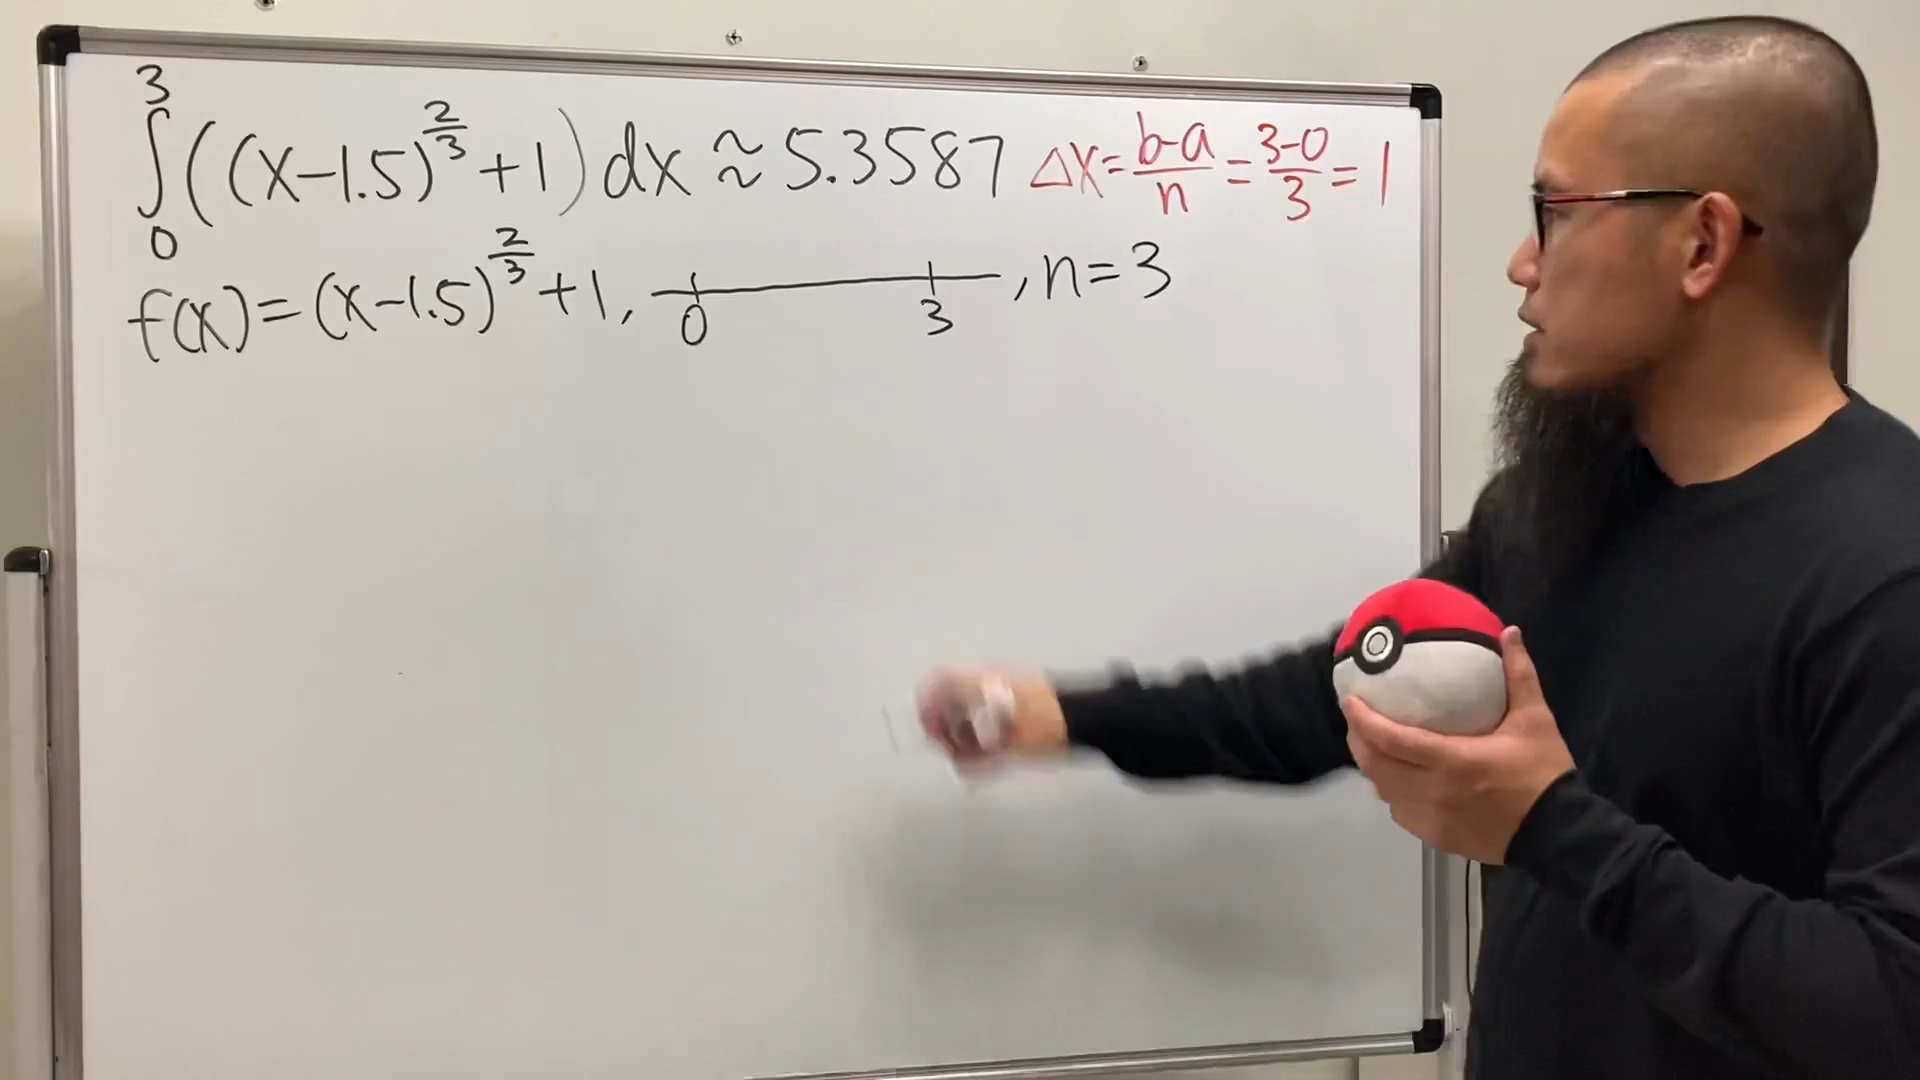 ∫₀³ ((x-1.5)^(2/3) + 1) dx ≈ 5.3587 Δx = (b-a)/n = (3-0)/3 = 1
f(x) = (x-1.5)^(2/3) + 1, 0 3, n=3